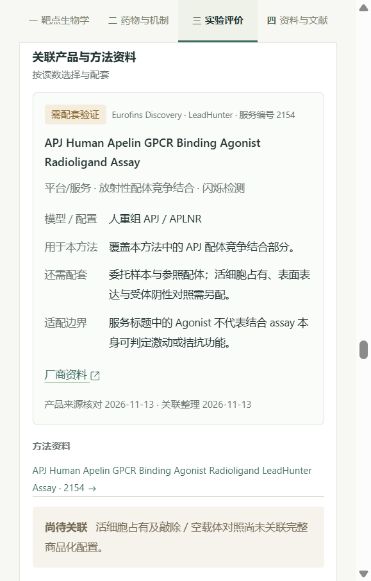 一 靶点生物学 二 药物与机制 三 实验评价 四 资料与文献
关联产品与方法资料
按读数选择与配套
需配套验证 Eurofins Discovery · LeadHunter · 服务编号 2154
APJ Human Apelin GPCR Binding Agonist
Radioligand Assay
平台/服务 · 放射性配体竞争结合 · 闪烁检测
模型 / 配置 人重组 APJ / APLNR
用于本方法 覆盖本方法中的 APJ 配体竞争结合部分。
还需配套 委托样本与参照配体；活细胞占有、表面表
达与受体阴性对照需另配。
适配边界 服务标题中的 Agonist 不代表结合 assay 本
身可判定激动或拮抗功能。
厂商资料
产品来源核对 2026-11-13 · 关联整理 2026-11-13
方法资料
APJ Human Apelin GPCR Binding Agonist Radioligand LeadHunter
Assay · 2154 →
尚待关联 活细胞占有及敲除 / 空载体对照尚未关联完整
商品化配置。